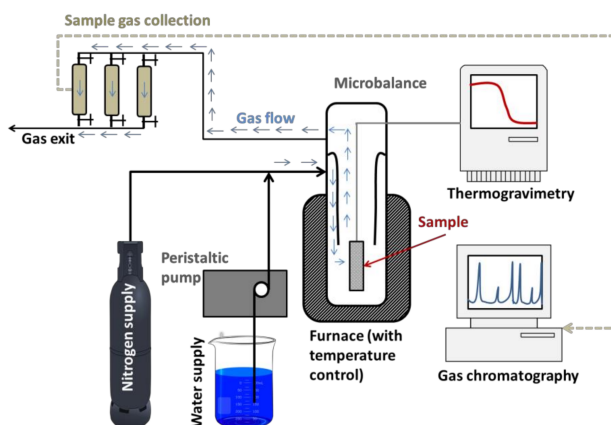 Sample gas collection
Microbalance
Gas flow
Gas exit
Thermogravimetry
Sample
Peristaltic
pump
Nitrogen supply
Water supply
Furnace (with
temperature
control)
Gas chromatography